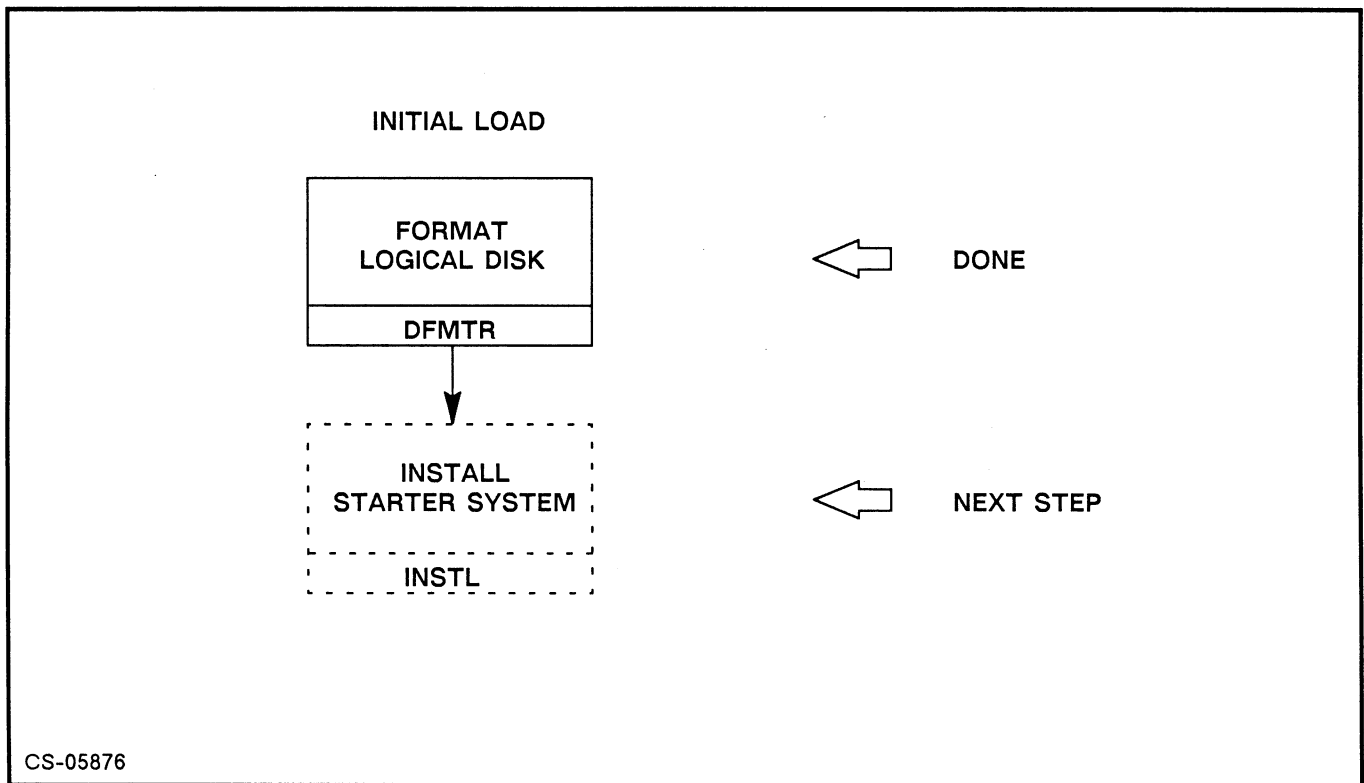 INITIAL LOAD
FORMAT
LOGICAL DISK
DONE
DFMTR
INSTALL
STARTER SYSTEM
NEXT STEP
INSTL
CS-05876